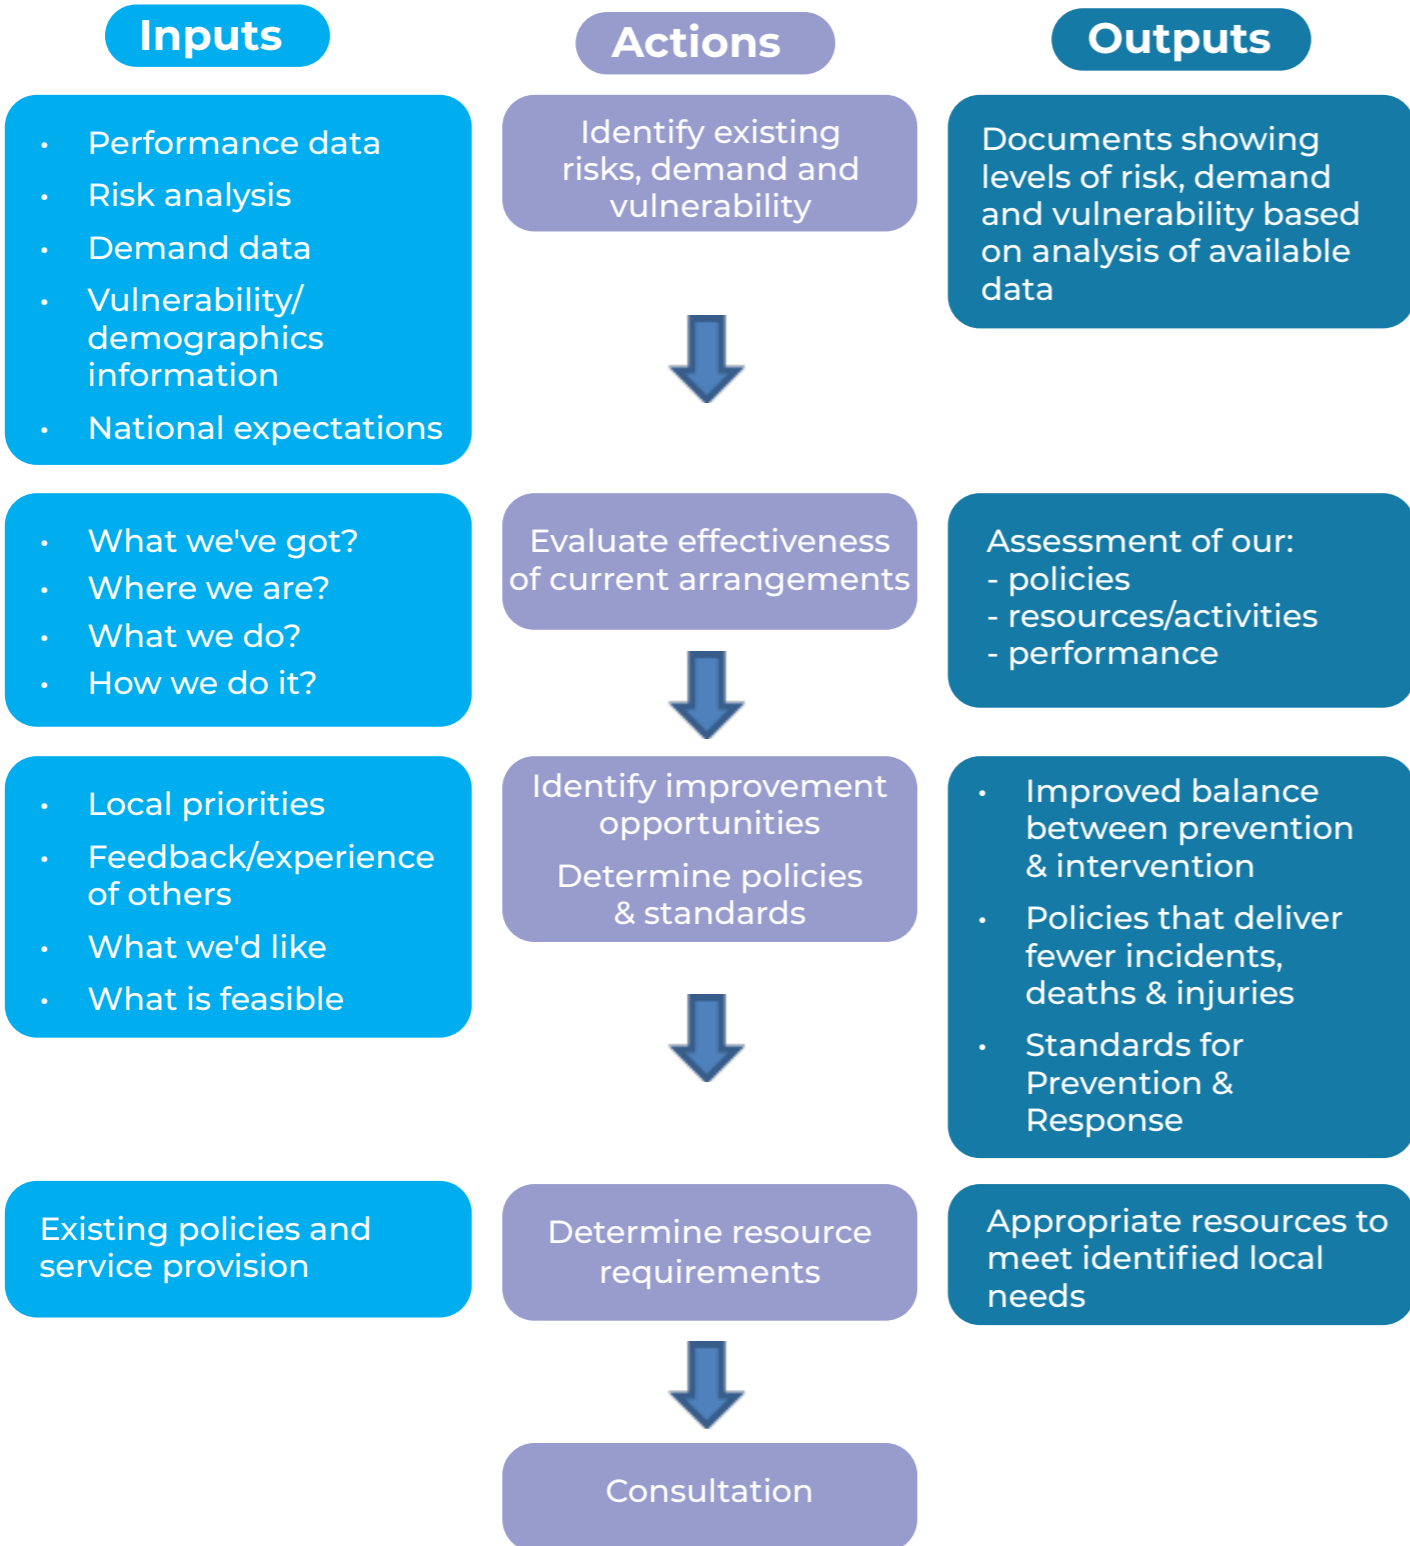 Inputs
Actions
Outputs
• Performance data
• Risk analysis
• Demand data
• Vulnerability/
demographics
information
• National expectations
Identify existing
risks, demand and
vulnerability
Documents showing
levels of risk, demand
and vulnerability based
on analysis of available
data
• What we've got?
• Where we are?
• What we do?
• How we do it?
Evaluate effectiveness
of current arrangements
Assessment of our:
- policies
- resources/activities
- performance
• Local priorities
• Feedback/experience
of others
• What we'd like
• What is feasible
Identify improvement
opportunities
Determine policies
& standards
• Improved balance
between prevention
& intervention
• Policies that deliver
fewer incidents,
deaths & injuries
• Standards for
Prevention &
Response
Existing policies and
service provision
Determine resource
requirements
Appropriate resources to
meet identified local
needs
Consultation